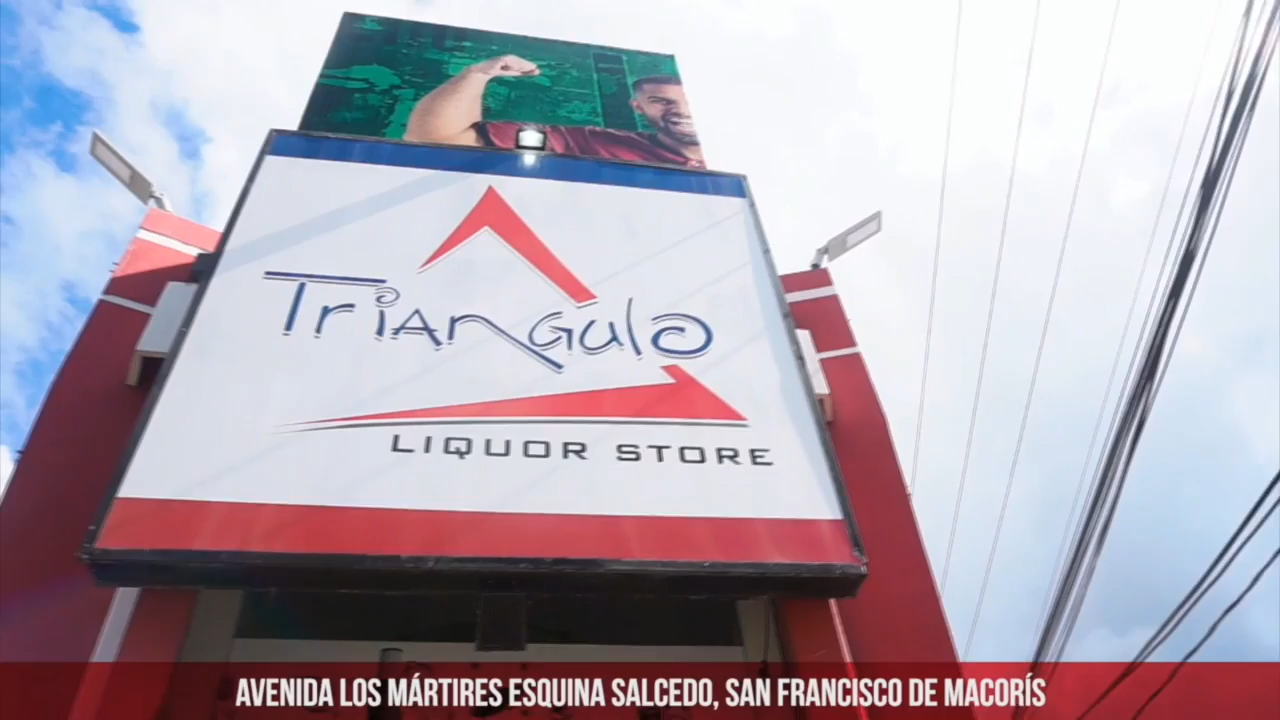 Triangulo
LIQUOR STORE
AVENIDA LOS MÁRTIRES ESQUINA SALCEDO, SAN FRANCISCO DE MACORÍS